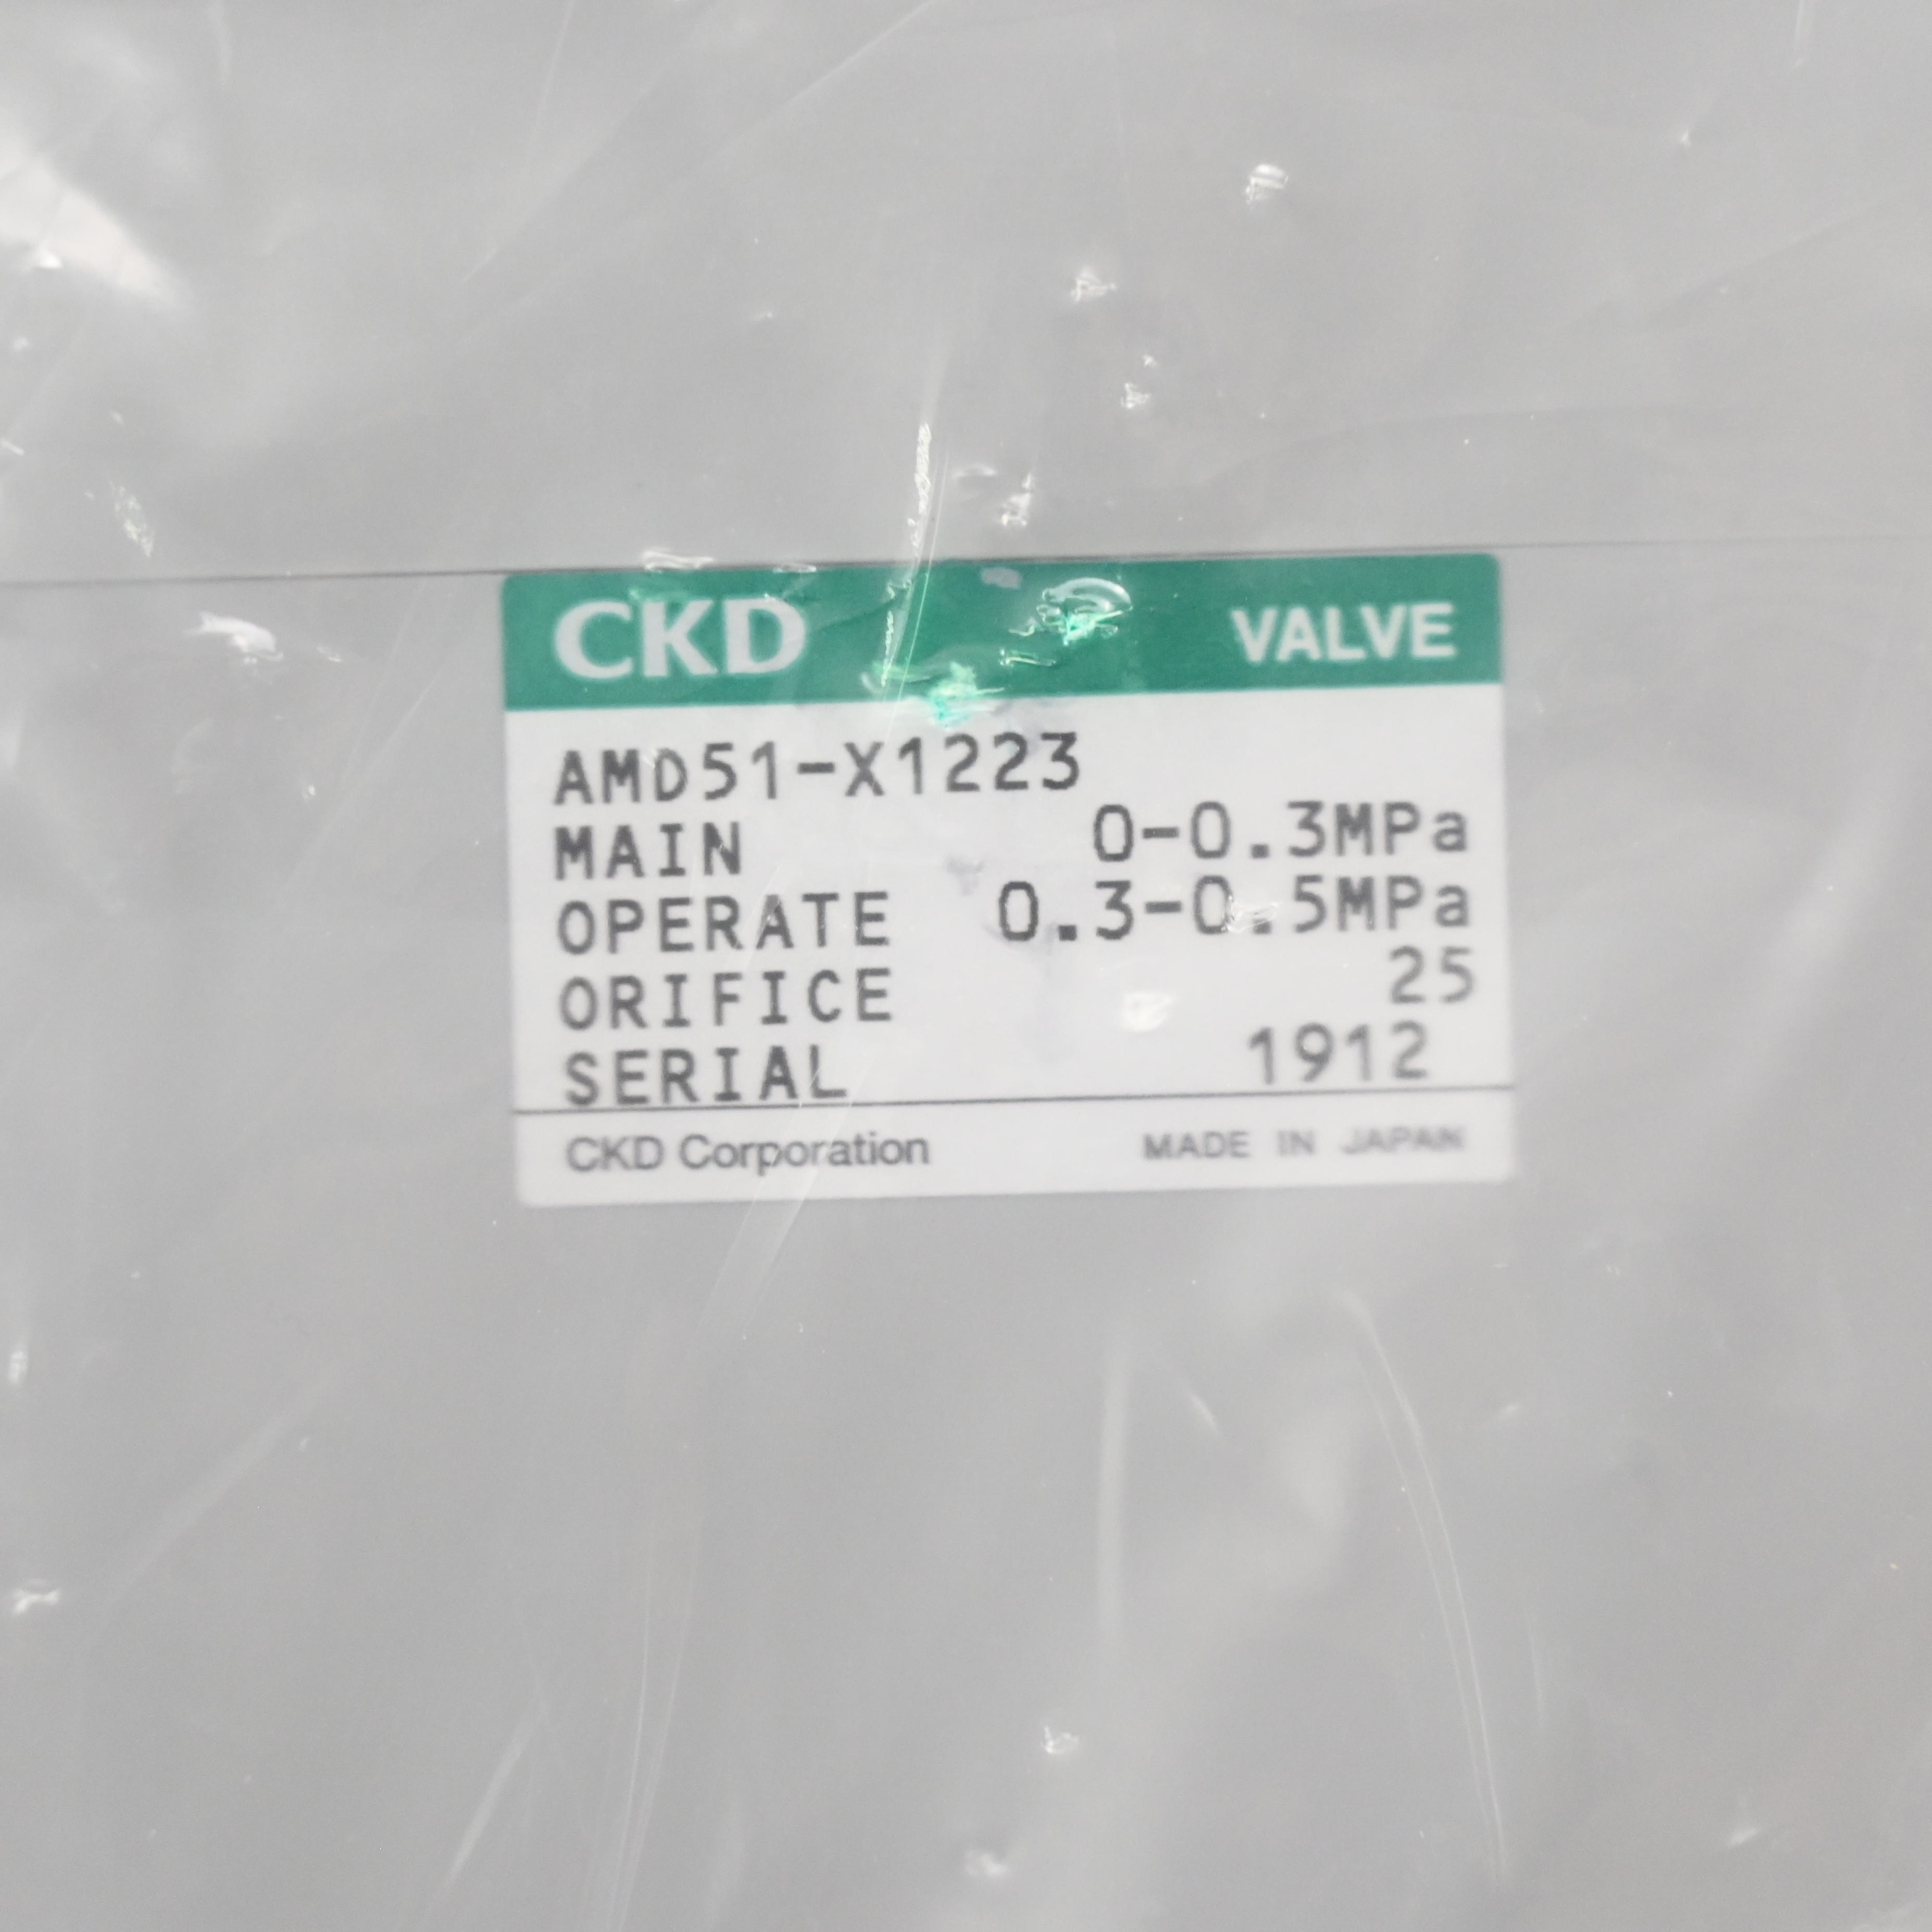 CKD VALVE
AMD51-X1223
MAIN 0-0.3MPa
OPERATE 0.3-0.5MPa
ORIFICE 25
SERIAL 1912
CKD Corporation MADE IN JAPAN